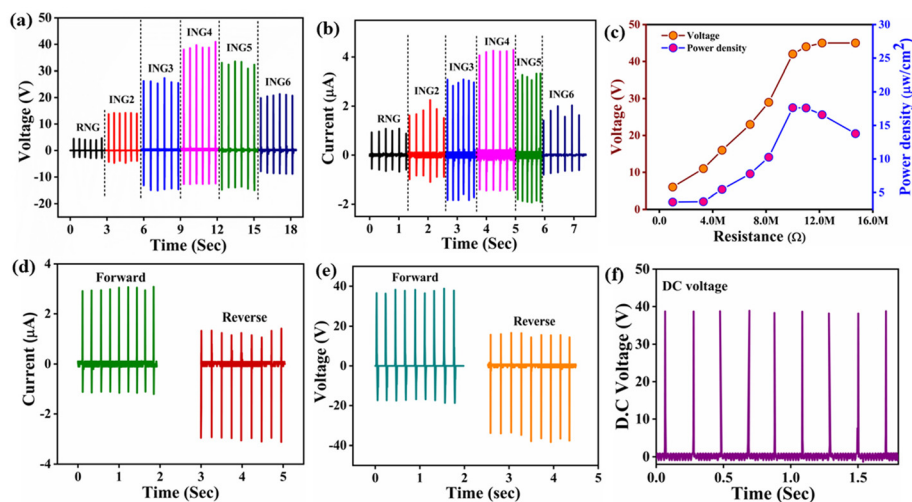 (a)
50
40
30
20
10
0
-10
-20
Voltage (V)
RNG
ING2
ING3
ING4
ING5
ING6
0 3 6 9 12 15 18
Time (Sec)
(b)
4
2
0
-2
Current (μA)
RNG
ING2
ING3
ING4
ING5
ING6
0 1 2 3 4 5 6 7
Time (Sec)
(c)
50
40
30
20
10
0
Voltage (V)
Voltage
Power density
30
25
20
15
10
5
Power density (μw/cm²)
0.0 4.0M 8.0M 12.0M 16.0M
Resistance (Ω)
(d)
4
2
0
-2
-4
Current (μA)
Forward
Reverse
0 1 2 3 4 5
Time (Sec)
(e)
40
20
0
-20
-40
Voltage (V)
Forward
Reverse
0 1 2 3 4 5
Time (Sec)
(f)
50
40
30
20
10
0
D.C Voltage (V)
DC voltage
0.0 0.5 1.0 1.5
Time (Sec)